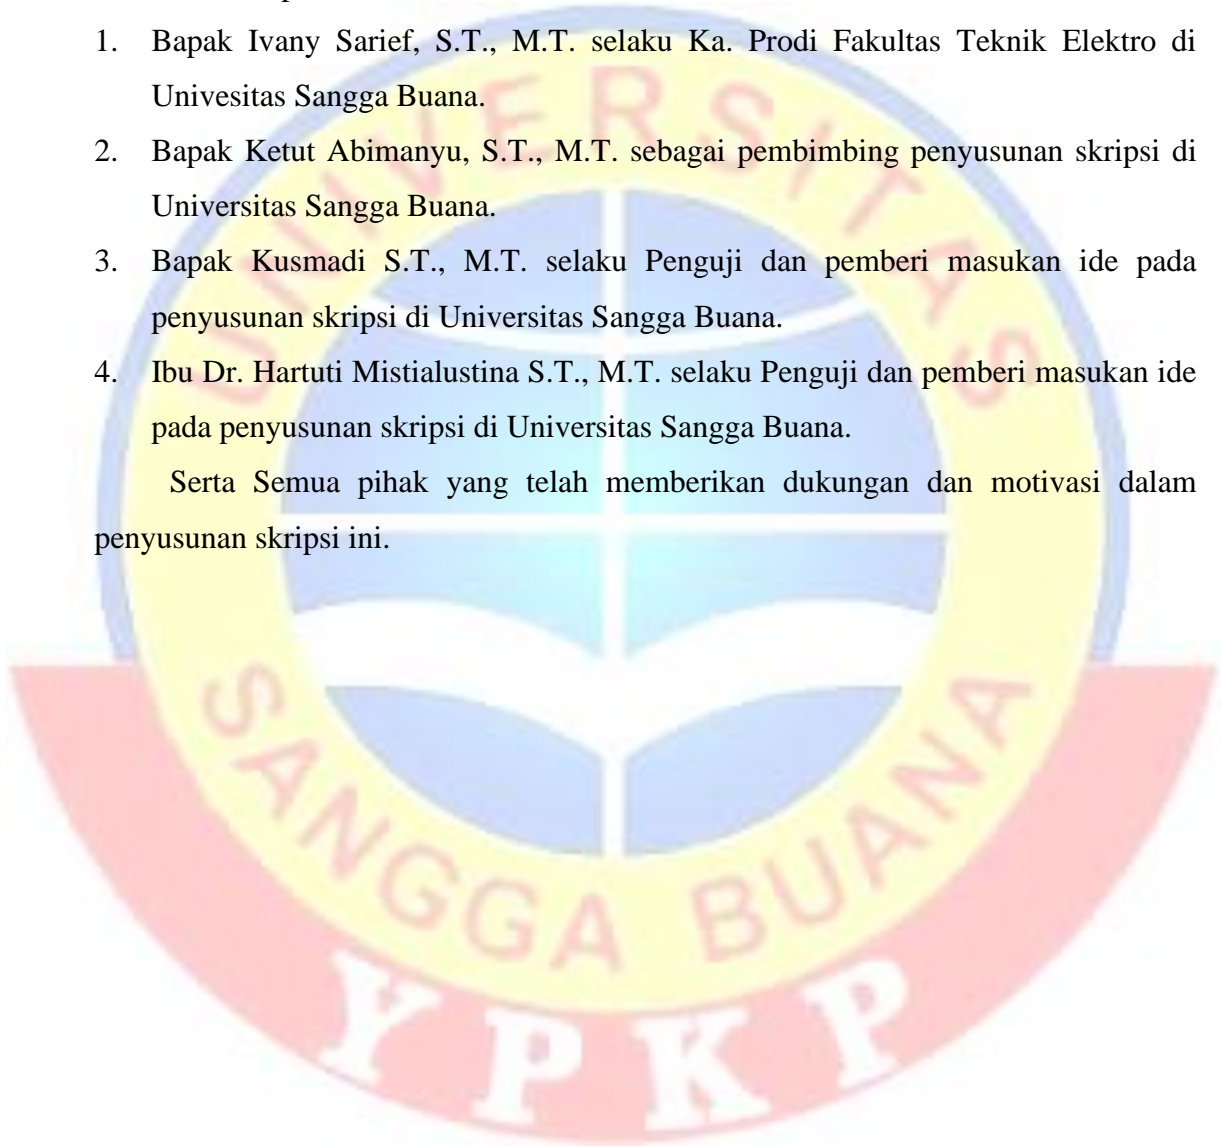 1. Bapak Ivany Sarief, S.T., M.T. selaku Ka. Prodi Fakultas Teknik Elektro di
Univesitas Sangga Buana.
2. Bapak Ketut Abimanyu, S.T., M.T. sebagai pembimbing penyusunan skripsi di
Universitas Sangga Buana.
3. Bapak Kusmadi S.T., M.T. selaku Penguji dan pemberi masukan ide pada
penyusunan skripsi di Universitas Sangga Buana.
4. Ibu Dr. Hartuti Mistialustina S.T., M.T. selaku Penguji dan pemberi masukan ide
pada penyusunan skripsi di Universitas Sangga Buana.
Serta Semua pihak yang telah memberikan dukungan dan motivasi dalam
penyusunan skripsi ini.
UNIVERSITAS
SANGGA BUANA
YPKP